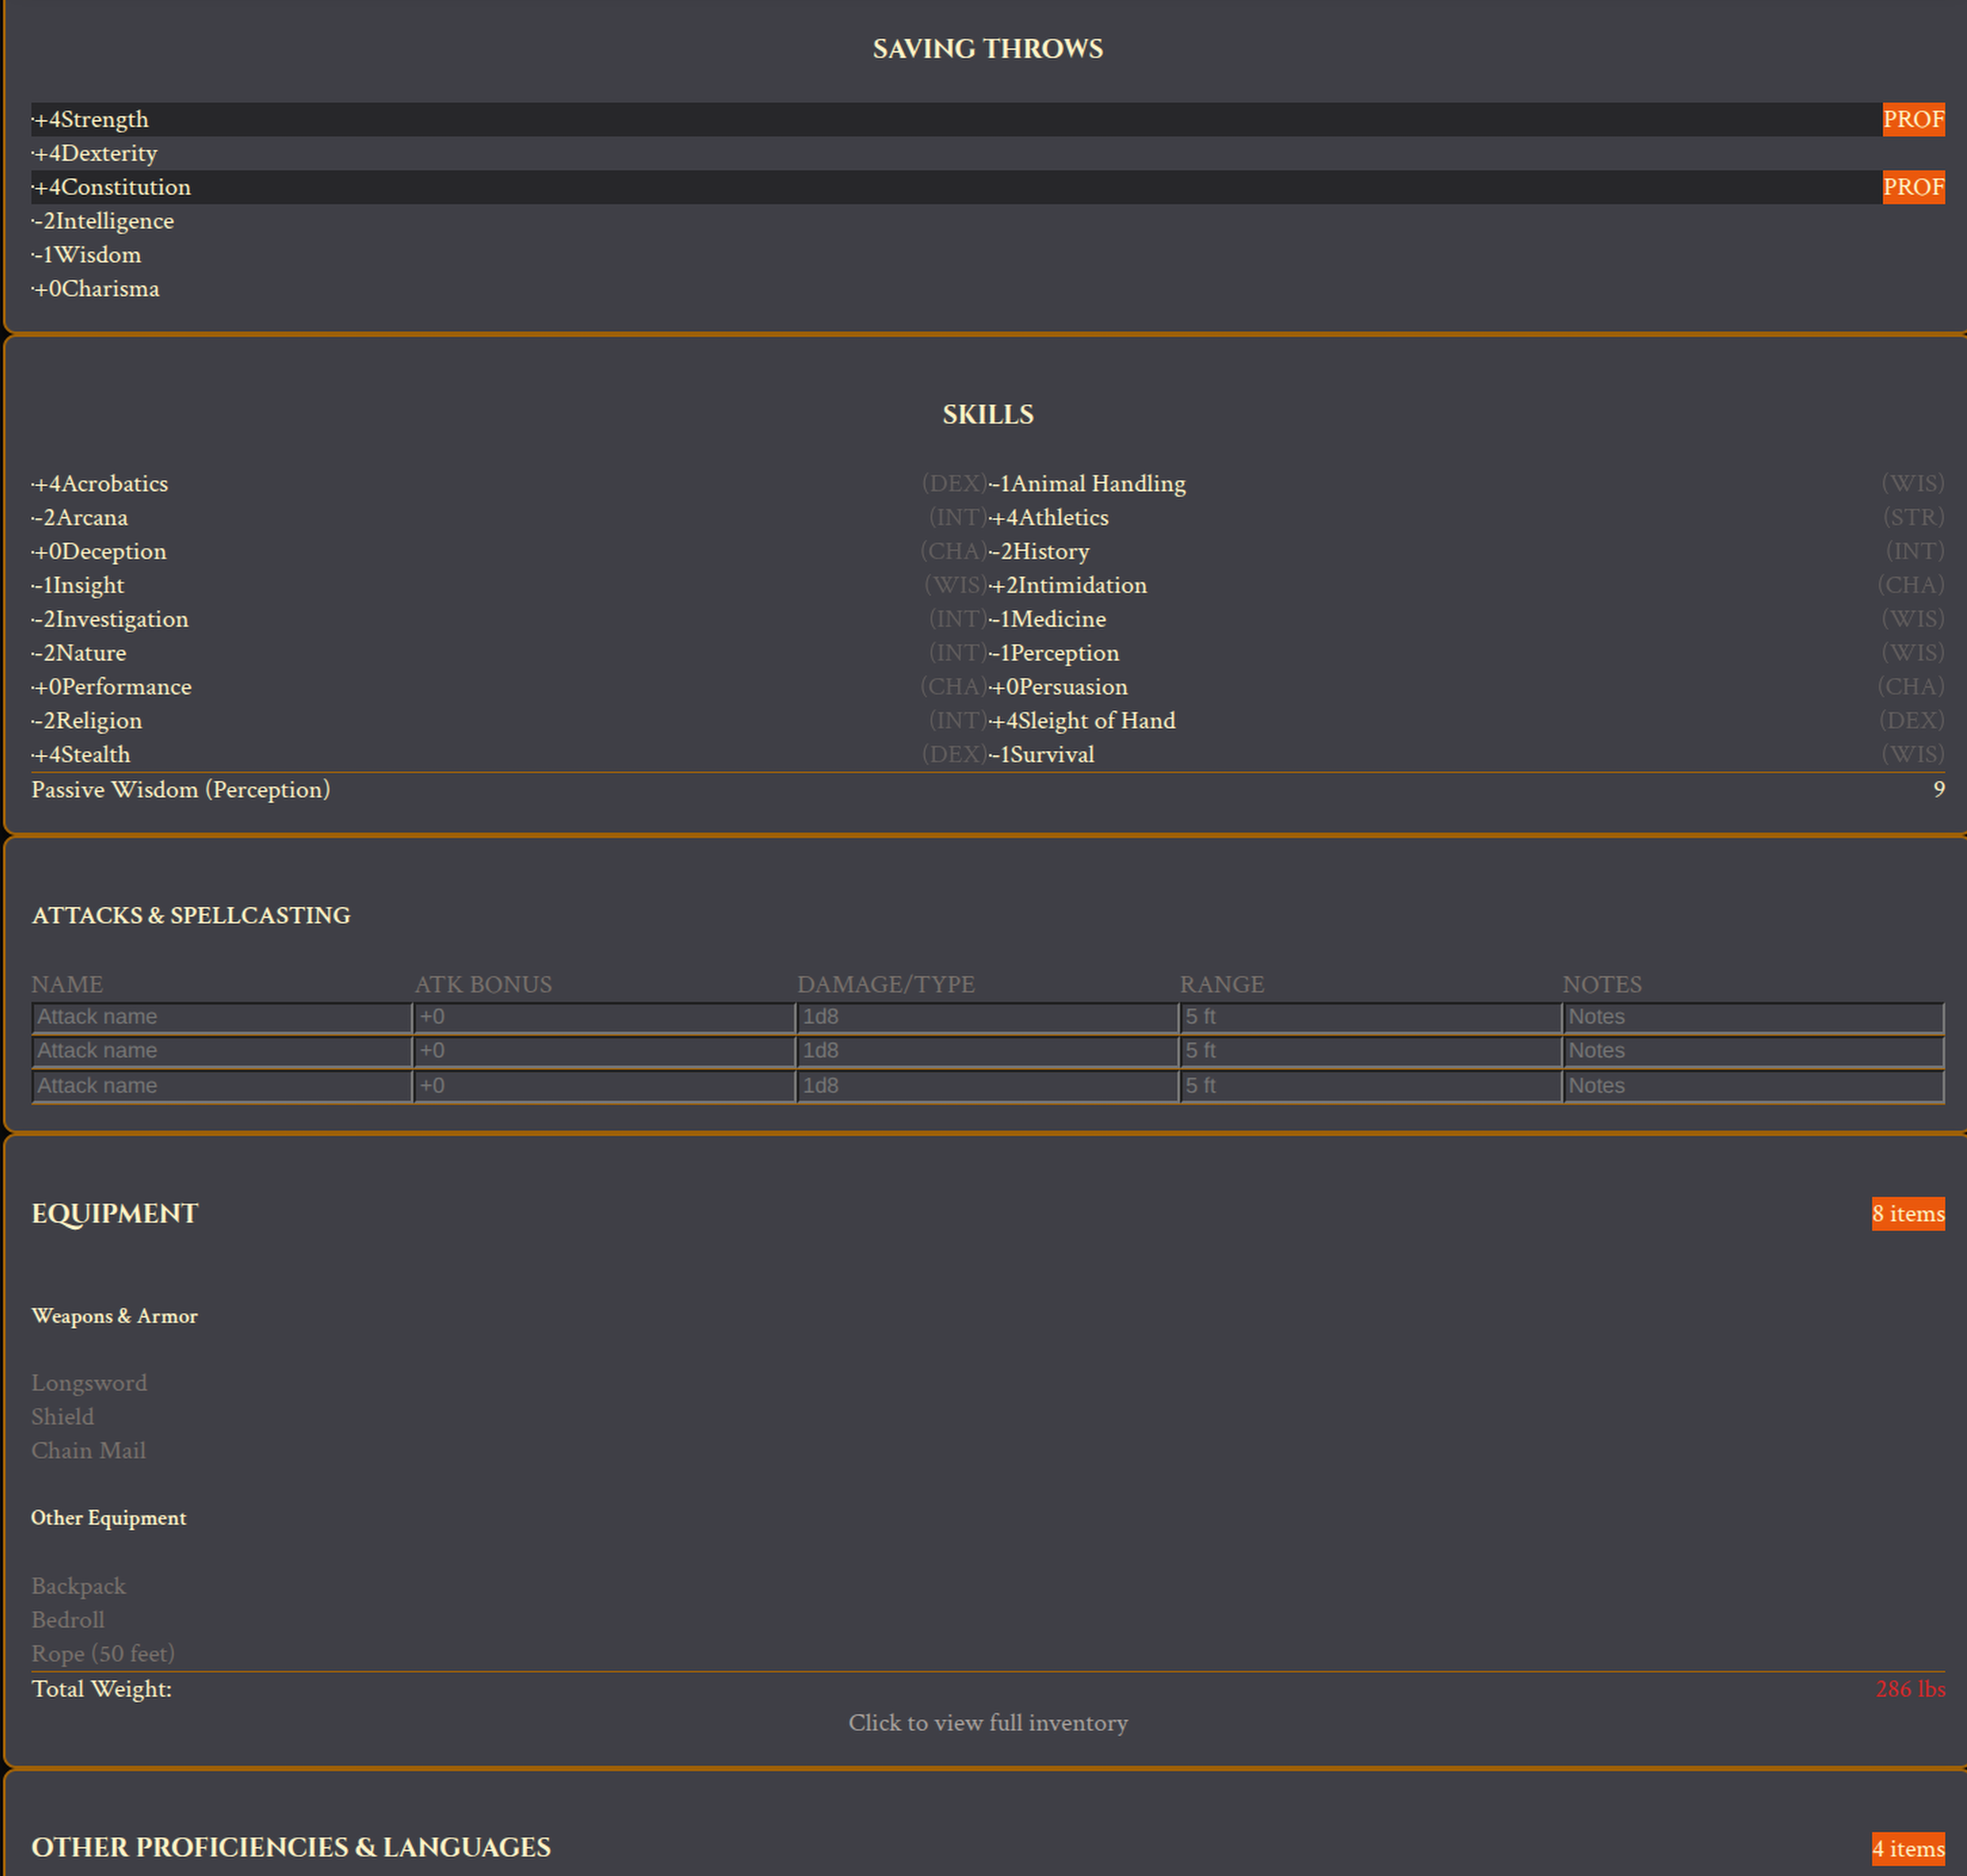 SAVING THROWS
·+4Strength PROF
·+4Dexterity
·+4Constitution PROF
·-2Intelligence
·-1Wisdom
·+0Charisma
SKILLS
·+4Acrobatics (DEX)·-1Animal Handling (WIS)
·-2Arcana (INT)·+4Athletics (STR)
·+0Deception (CHA)·-2History (INT)
·-1Insight (WIS)·+2Intimidation (CHA)
·-2Investigation (INT)·-1Medicine (WIS)
·-2Nature (INT)·-1Perception (WIS)
·+0Performance (CHA)·+0Persuasion (CHA)
·-2Religion (INT)·+4Sleight of Hand (DEX)
·+4Stealth (DEX)·-1Survival (WIS)
Passive Wisdom (Perception) 9
ATTACKS & SPELLCASTING
NAME ATK BONUS DAMAGE/TYPE RANGE NOTES
Attack name +0 1d8 5 ft Notes
Attack name +0 1d8 5 ft Notes
Attack name +0 1d8 5 ft Notes
EQUIPMENT 8 items
Weapons & Armor
Longsword
Shield
Chain Mail
Other Equipment
Backpack
Bedroll
Rope (50 feet)
Total Weight: 286 lbs
Click to view full inventory
OTHER PROFICIENCIES & LANGUAGES 4 items